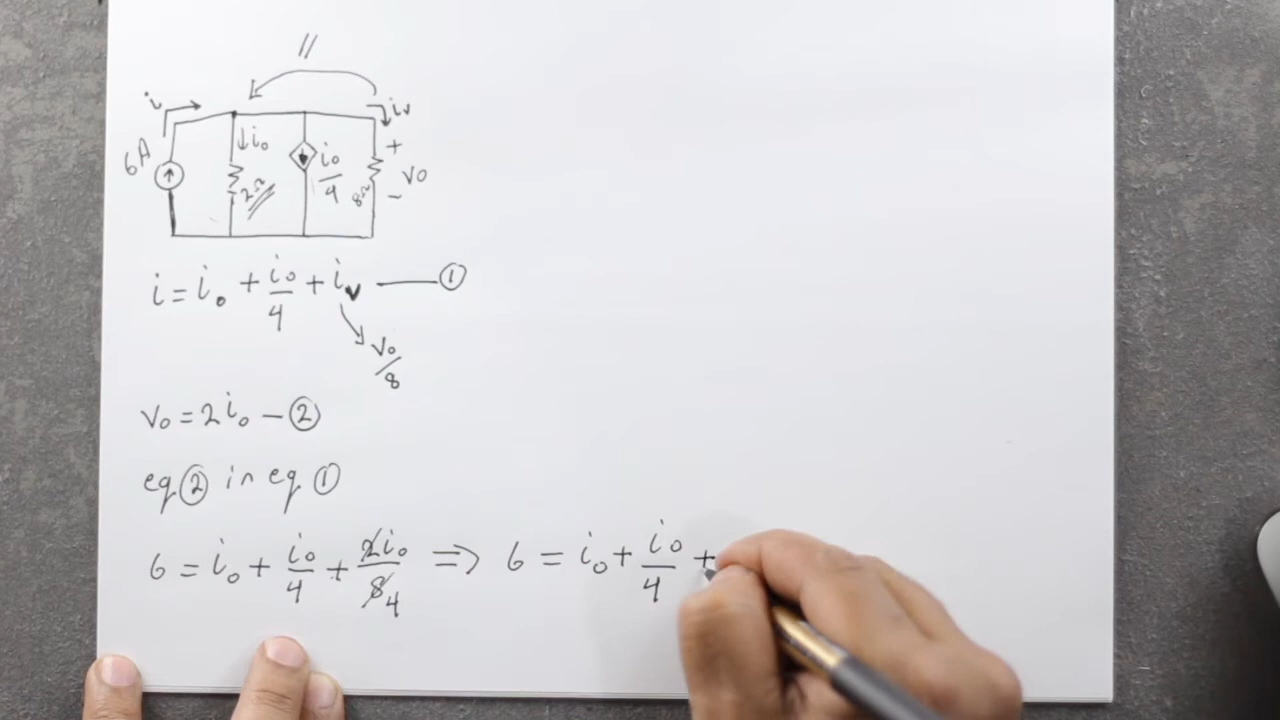 //
i
iv
6A
io
2Ω
io/4
8Ω
+
vo
−
i = io + io/4 + iv —— ①
vo/8
vo = 2io − ②
eq ② in eq ①
6 = io + io/4 + 2io/8 4 ⇒ 6 = io + io/4 +